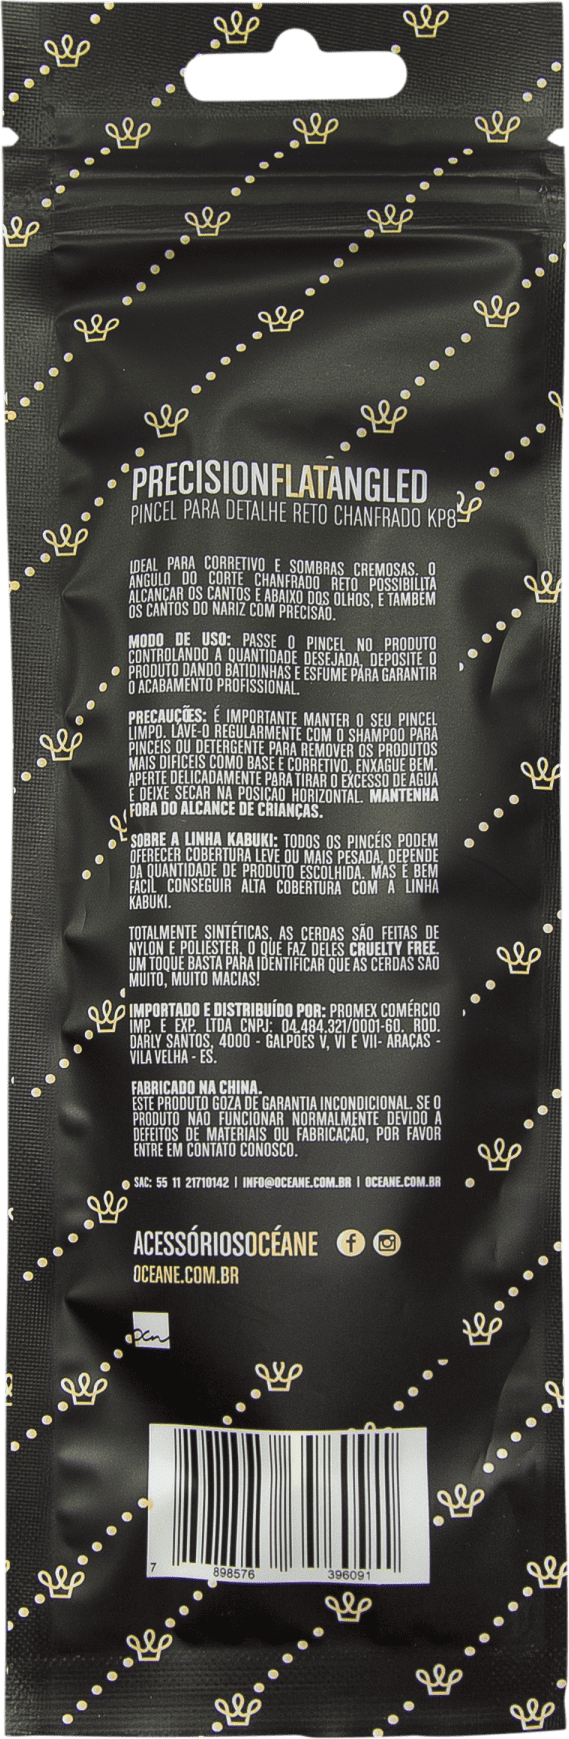 PRECISIONFLATANGLED
PINCEL PARA DETALHE RETO CHANFRADO KP8
IDEAL PARA CORRETIVO E SOMBRAS CREMOSAS. O
ÂNGULO DO CORTE CHANFRADO RETO POSSIBILITA
ALCANÇAR OS CANTOS E ABAIXO DOS OLHOS, E TAMBÉM
OS CANTOS DO NARIZ COM PRECISÃO.
MODO DE USO: PASSE O PINCEL NO PRODUTO
CONTROLANDO A QUANTIDADE DESEJADA, DEPOSITE O
PRODUTO DANDO BATIDINHAS E ESFUME PARA GARANTIR
O ACABAMENTO PROFISSIONAL.
PRECAUÇÕES: É IMPORTANTE MANTER O SEU PINCEL
LIMPO. LAVE-O REGULARMENTE COM O SHAMPOO PARA
PINCÉIS OU DETERGENTE PARA REMOVER OS PRODUTOS
MAIS DIFÍCEIS COMO BASE E CORRETIVO, ENXAGUE BEM.
APERTE DELICADAMENTE PARA TIRAR O EXCESSO DE ÁGUA
E DEIXE SECAR NA POSIÇÃO HORIZONTAL. MANTENHA
FORA DO ALCANCE DE CRIANÇAS.
SOBRE A LINHA KABUKI: TODOS OS PINCÉIS PODEM
OFERECER COBERTURA LEVE OU MAIS PESADA, DEPENDE
DA QUANTIDADE DE PRODUTO ESCOLHIDA. MAS É BEM
FÁCIL CONSEGUIR ALTA COBERTURA COM A LINHA
KABUKI.
TOTALMENTE SINTÉTICAS, AS CERDAS SÃO FEITAS DE
NYLON E POLIÉSTER, O QUE FAZ DELES CRUELTY FREE.
UM TOQUE BASTA PARA IDENTIFICAR QUE AS CERDAS SÃO
MUITO, MUITO MACIAS!
IMPORTADO E DISTRIBUÍDO POR: PROMEX COMÉRCIO
IMP. E EXP. LTDA CNPJ: 04.484.321/0001-60. ROD.
DARLY SANTOS, 4000 - GALPÕES V, VI E VII- ARAÇAS -
VILA VELHA - ES.
FABRICADO NA CHINA.
ESTE PRODUTO GOZA DE GARANTIA INCONDICIONAL. SE O
PRODUTO NÃO FUNCIONAR NORMALMENTE DEVIDO A
DEFEITOS DE MATERIAIS OU FABRICAÇÃO, POR FAVOR
ENTRE EM CONTATO CONOSCO.
SAC: 55 11 21710142 | INFO@OCEANE.COM.BR | OCEANE.COM.BR
ACESSÓRIOSOCÉANE
OCEANE.COM.BR
Ocn
7 898576 396091